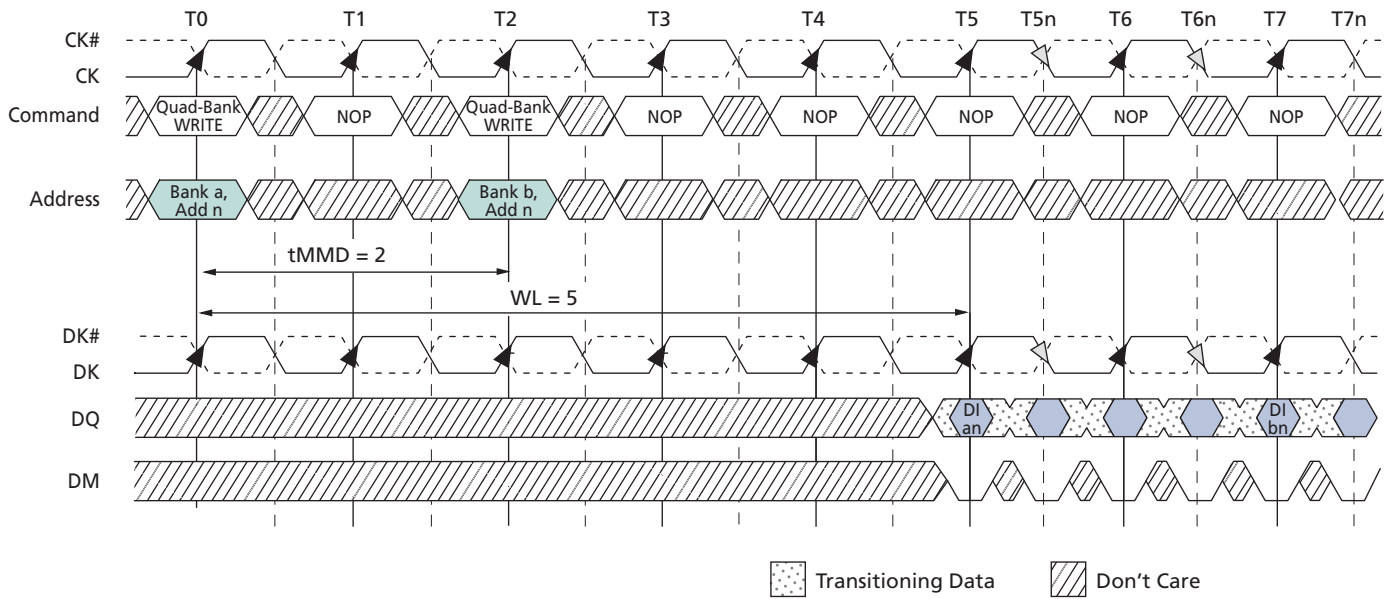 T0 T1 T2 T3 T4 T5 T5n T6 T6n T7 T7n
CK#
CK
Command
Quad-Bank
WRITE
NOP
Quad-Bank
WRITE
NOP
NOP
NOP
NOP
NOP
Address
Bank a,
Add n
Bank b,
Add n
tMMD = 2
WL = 5
DK#
DK
DQ
DI
an
DI
bn
DM
Transitioning Data
Don't Care